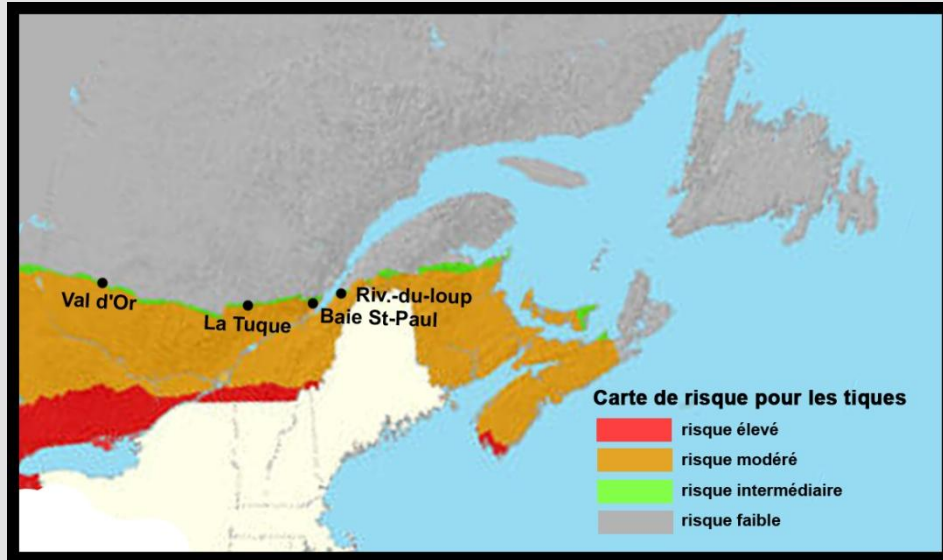 Val d'Or
La Tuque
Riv.-du-loup
Baie St-Paul
Carte de risque pour les tiques
risque élevé
risque modéré
risque intermédiaire
risque faible